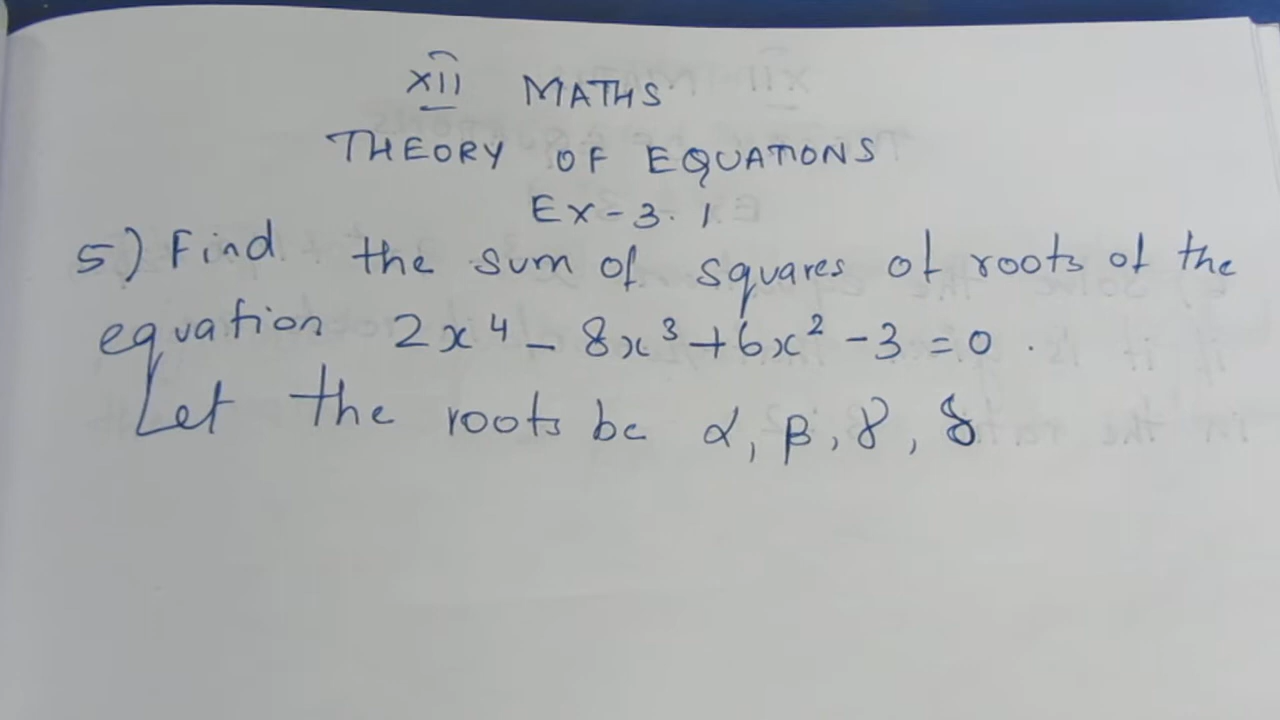 XII MATHS
THEORY OF EQUATIONS
Ex-3.1
5) Find the sum of squares of roots of the
equation 2x⁴ - 8x³ + 6x² - 3 = 0.
Let the roots be α, β, γ, δ